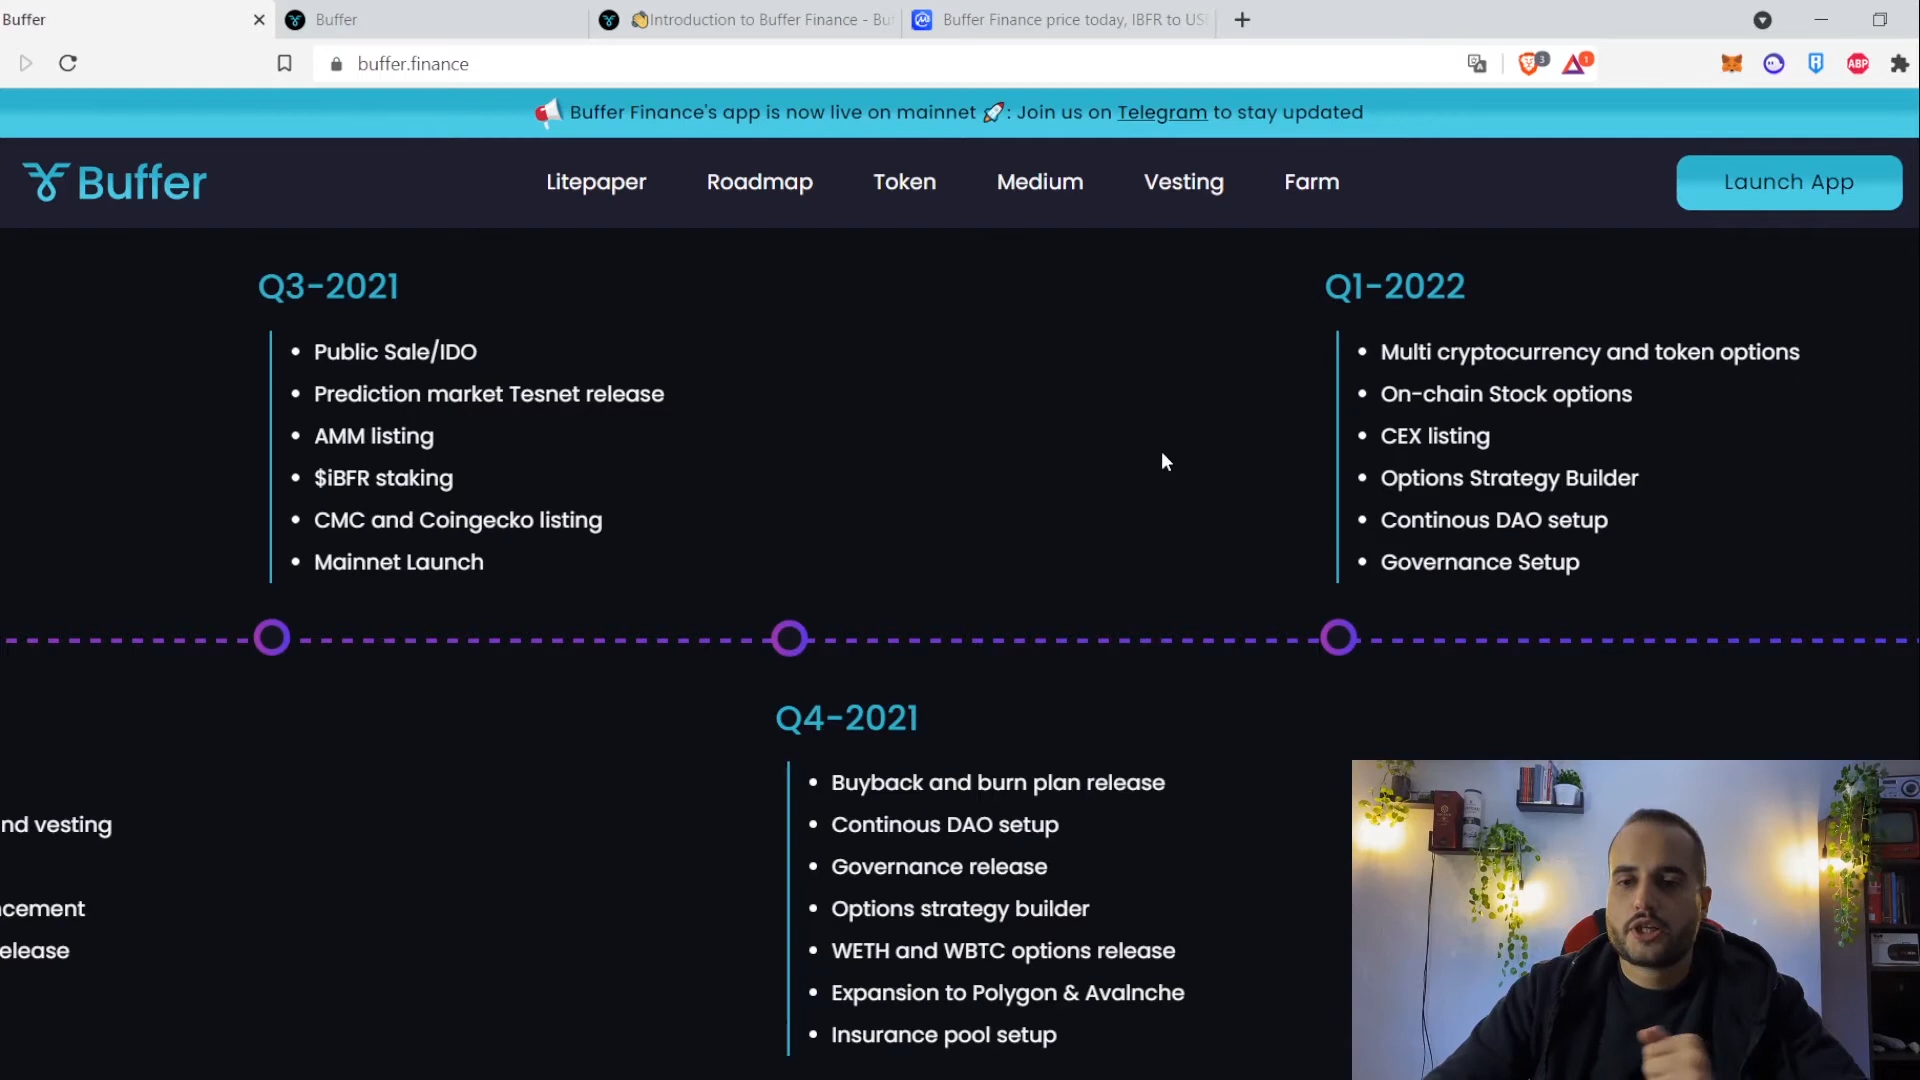 Buffer
Buffer
Introduction to Buffer Finance - Bu
Buffer Finance price today, IBFR to US
buffer.finance
3
1
ABP
Buffer Finance's app is now live on mainnet 🚀: Join us on Telegram to stay updated
Buffer
Litepaper
Roadmap
Token
Medium
Vesting
Farm
Launch App
Q3-2021
• Public Sale/IDO
• Prediction market Tesnet release
• AMM listing
• $iBFR staking
• CMC and Coingecko listing
• Mainnet Launch
Q1-2022
• Multi cryptocurrency and token options
• On-chain Stock options
• CEX listing
• Options Strategy Builder
• Continous DAO setup
• Governance Setup
nd vesting
cement
elease
Q4-2021
• Buyback and burn plan release
• Continous DAO setup
• Governance release
• Options strategy builder
• WETH and WBTC options release
• Expansion to Polygon & Avalnche
• Insurance pool setup